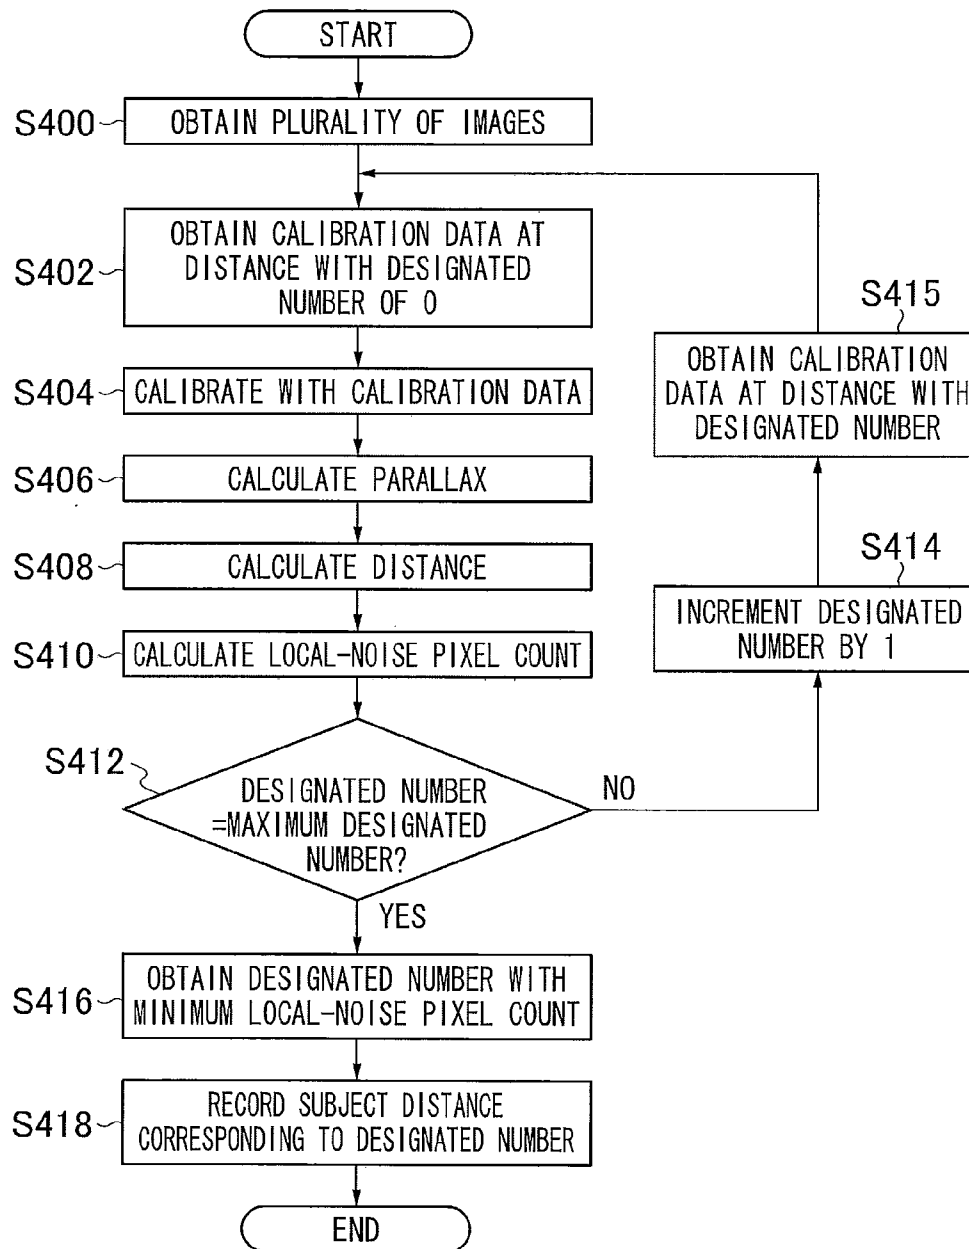 START
S400
OBTAIN PLURALITY OF IMAGES
S402
OBTAIN CALIBRATION DATA AT
DISTANCE WITH DESIGNATED
NUMBER OF 0
S404
CALIBRATE WITH CALIBRATION DATA
S406
CALCULATE PARALLAX
S408
CALCULATE DISTANCE
S410
CALCULATE LOCAL-NOISE PIXEL COUNT
S412
DESIGNATED NUMBER
=MAXIMUM DESIGNATED
NUMBER?
NO
YES
S414
INCREMENT DESIGNATED
NUMBER BY 1
S415
OBTAIN CALIBRATION
DATA AT DISTANCE WITH
DESIGNATED NUMBER
S416
OBTAIN DESIGNATED NUMBER WITH
MINIMUM LOCAL-NOISE PIXEL COUNT
S418
RECORD SUBJECT DISTANCE
CORRESPONDING TO DESIGNATED NUMBER
END